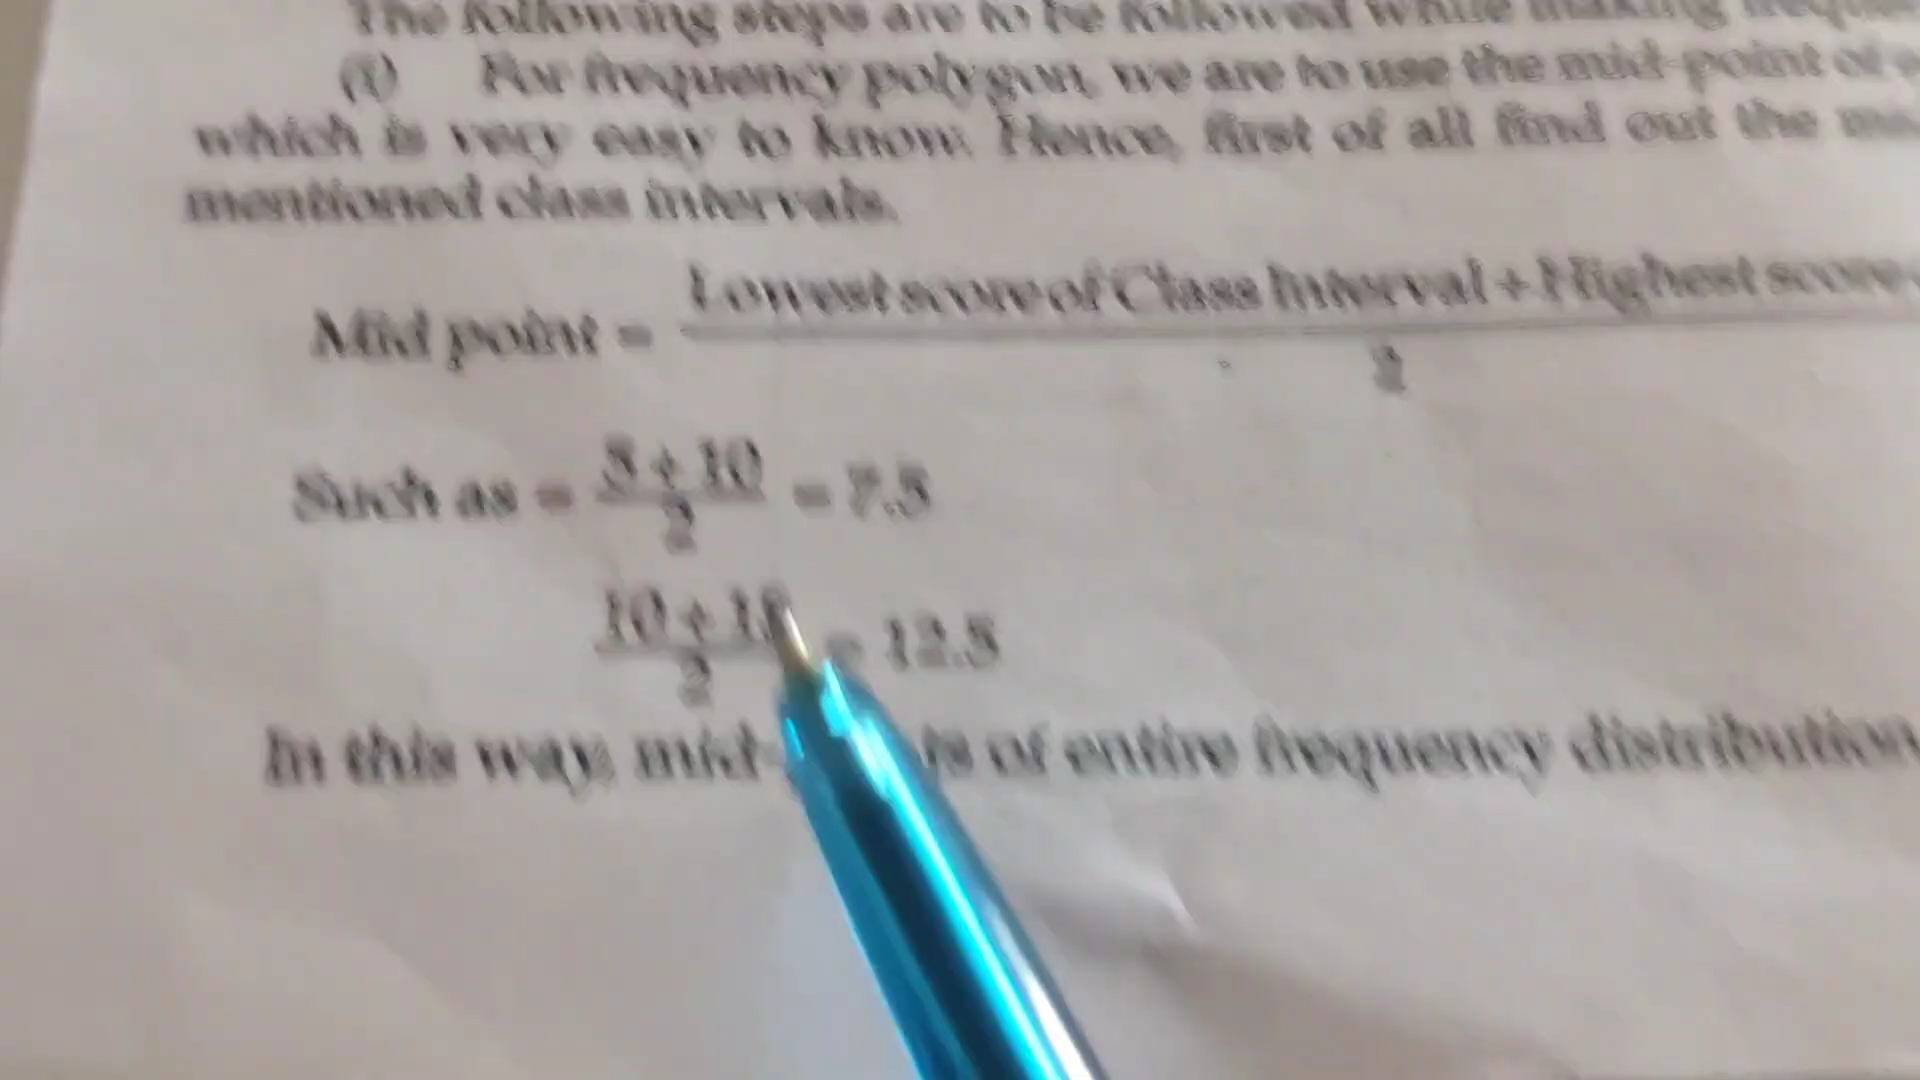 The following steps are to be followed while making
(i) For frequency polygon, we are to use the mid-point of
which is very easy to know. Hence, first of all find out the
mentioned class intervals.
Mid point = Lowest score of Class Interval + Highest score
2
Such as = 5 + 10 / 2 = 7.5
10 + 15 / 2 = 12.5
In this way, of entire frequency distribution